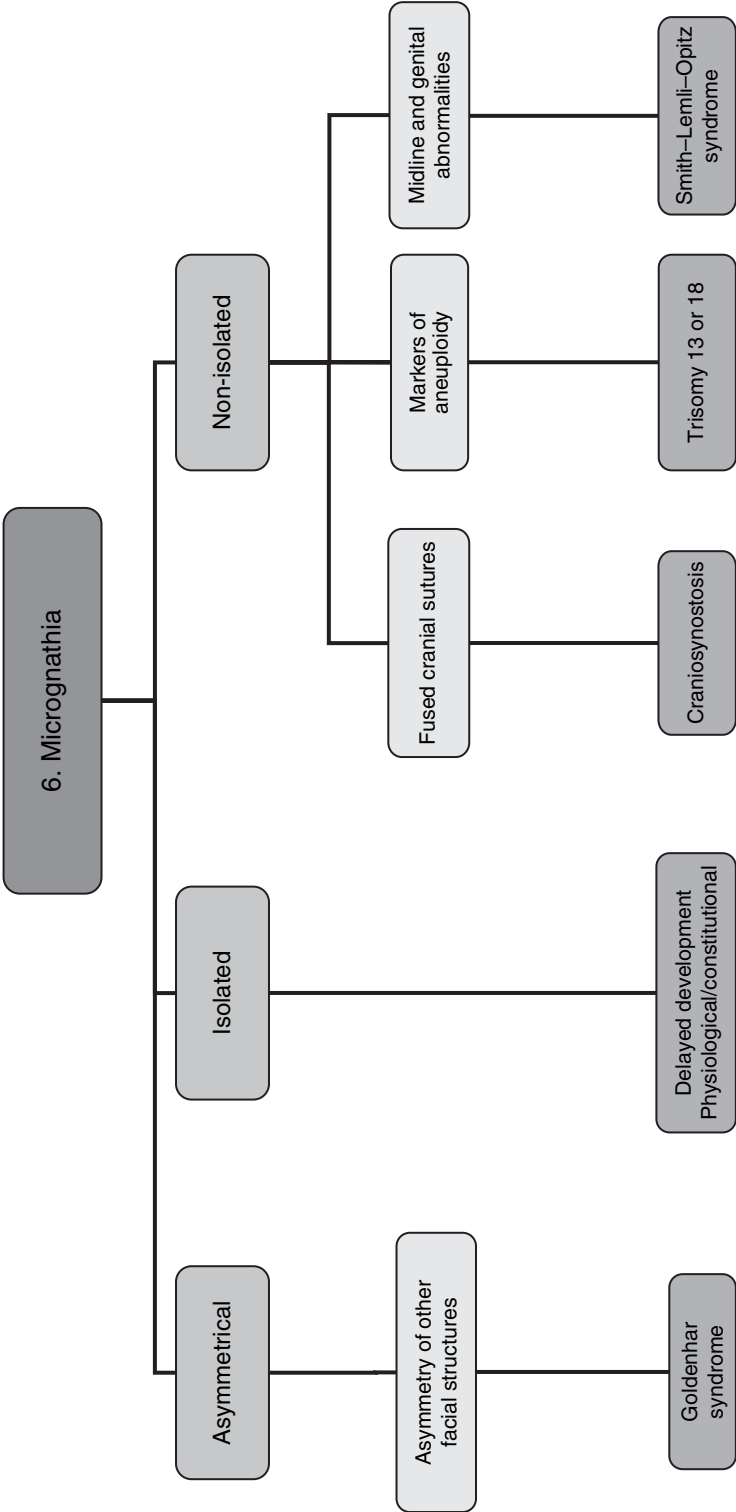 6. Micrognathia
Asymmetrical
Isolated
Non-isolated
Asymmetry of other
facial structures
Fused cranial sutures
Markers of
aneuploidy
Midline and genital
abnormalities
Goldenhar
syndrome
Delayed development
Physiological/constitutional
Craniosynostosis
Trisomy 13 or 18
Smith–Lemli–Opitz
syndrome